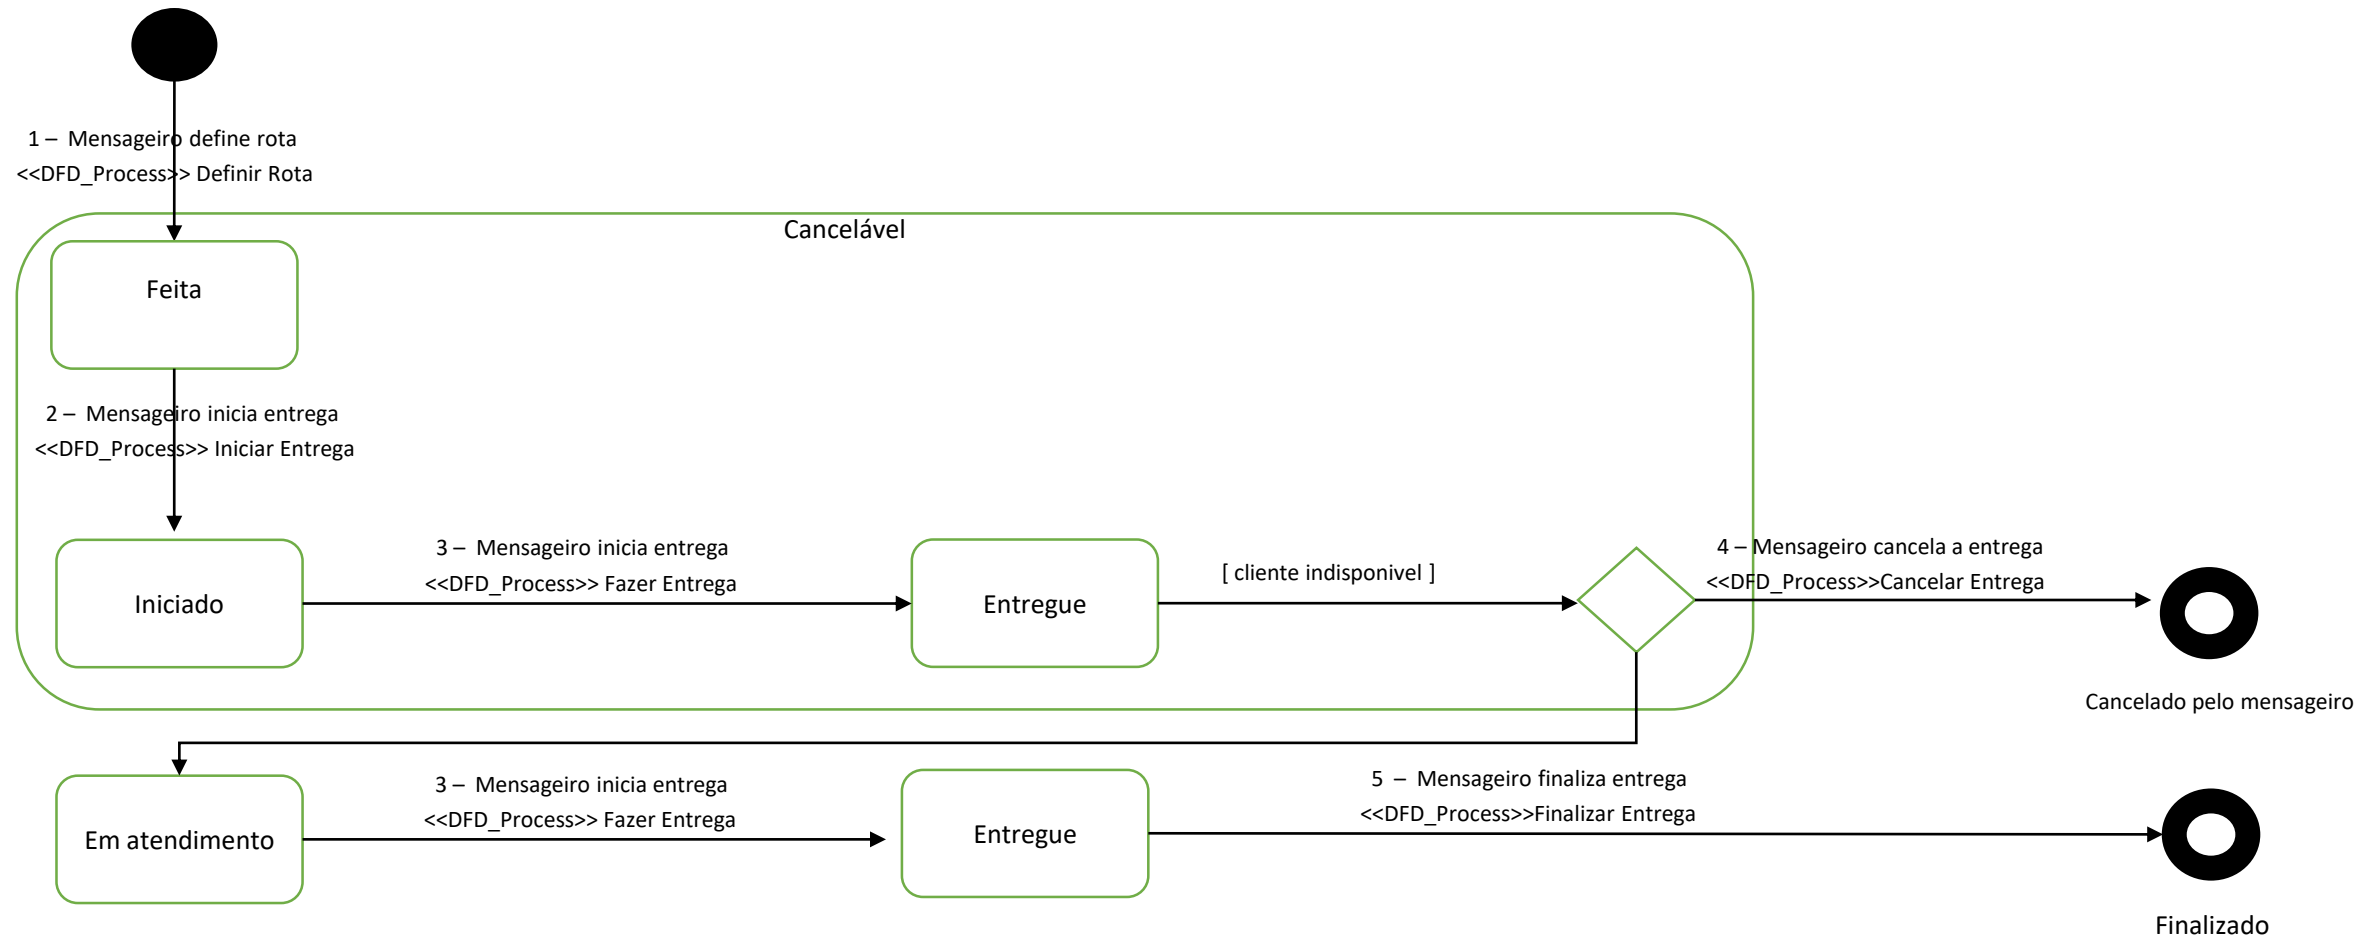 1 – Mensageiro define rota
<<DFD_Process>> Definir Rota
Cancelável
Feita
2 – Mensageiro inicia entrega
<<DFD_Process>> Iniciar Entrega
3 – Mensageiro inicia entrega
<<DFD_Process>> Fazer Entrega
[ cliente indisponivel ]
4 – Mensageiro cancela a entrega
<<DFD_Process>>Cancelar Entrega
Iniciado
Entregue
Cancelado pelo mensageiro
3 – Mensageiro inicia entrega
<<DFD_Process>> Fazer Entrega
5 – Mensageiro finaliza entrega
<<DFD_Process>>Finalizar Entrega
Em atendimento
Entregue
Finalizado